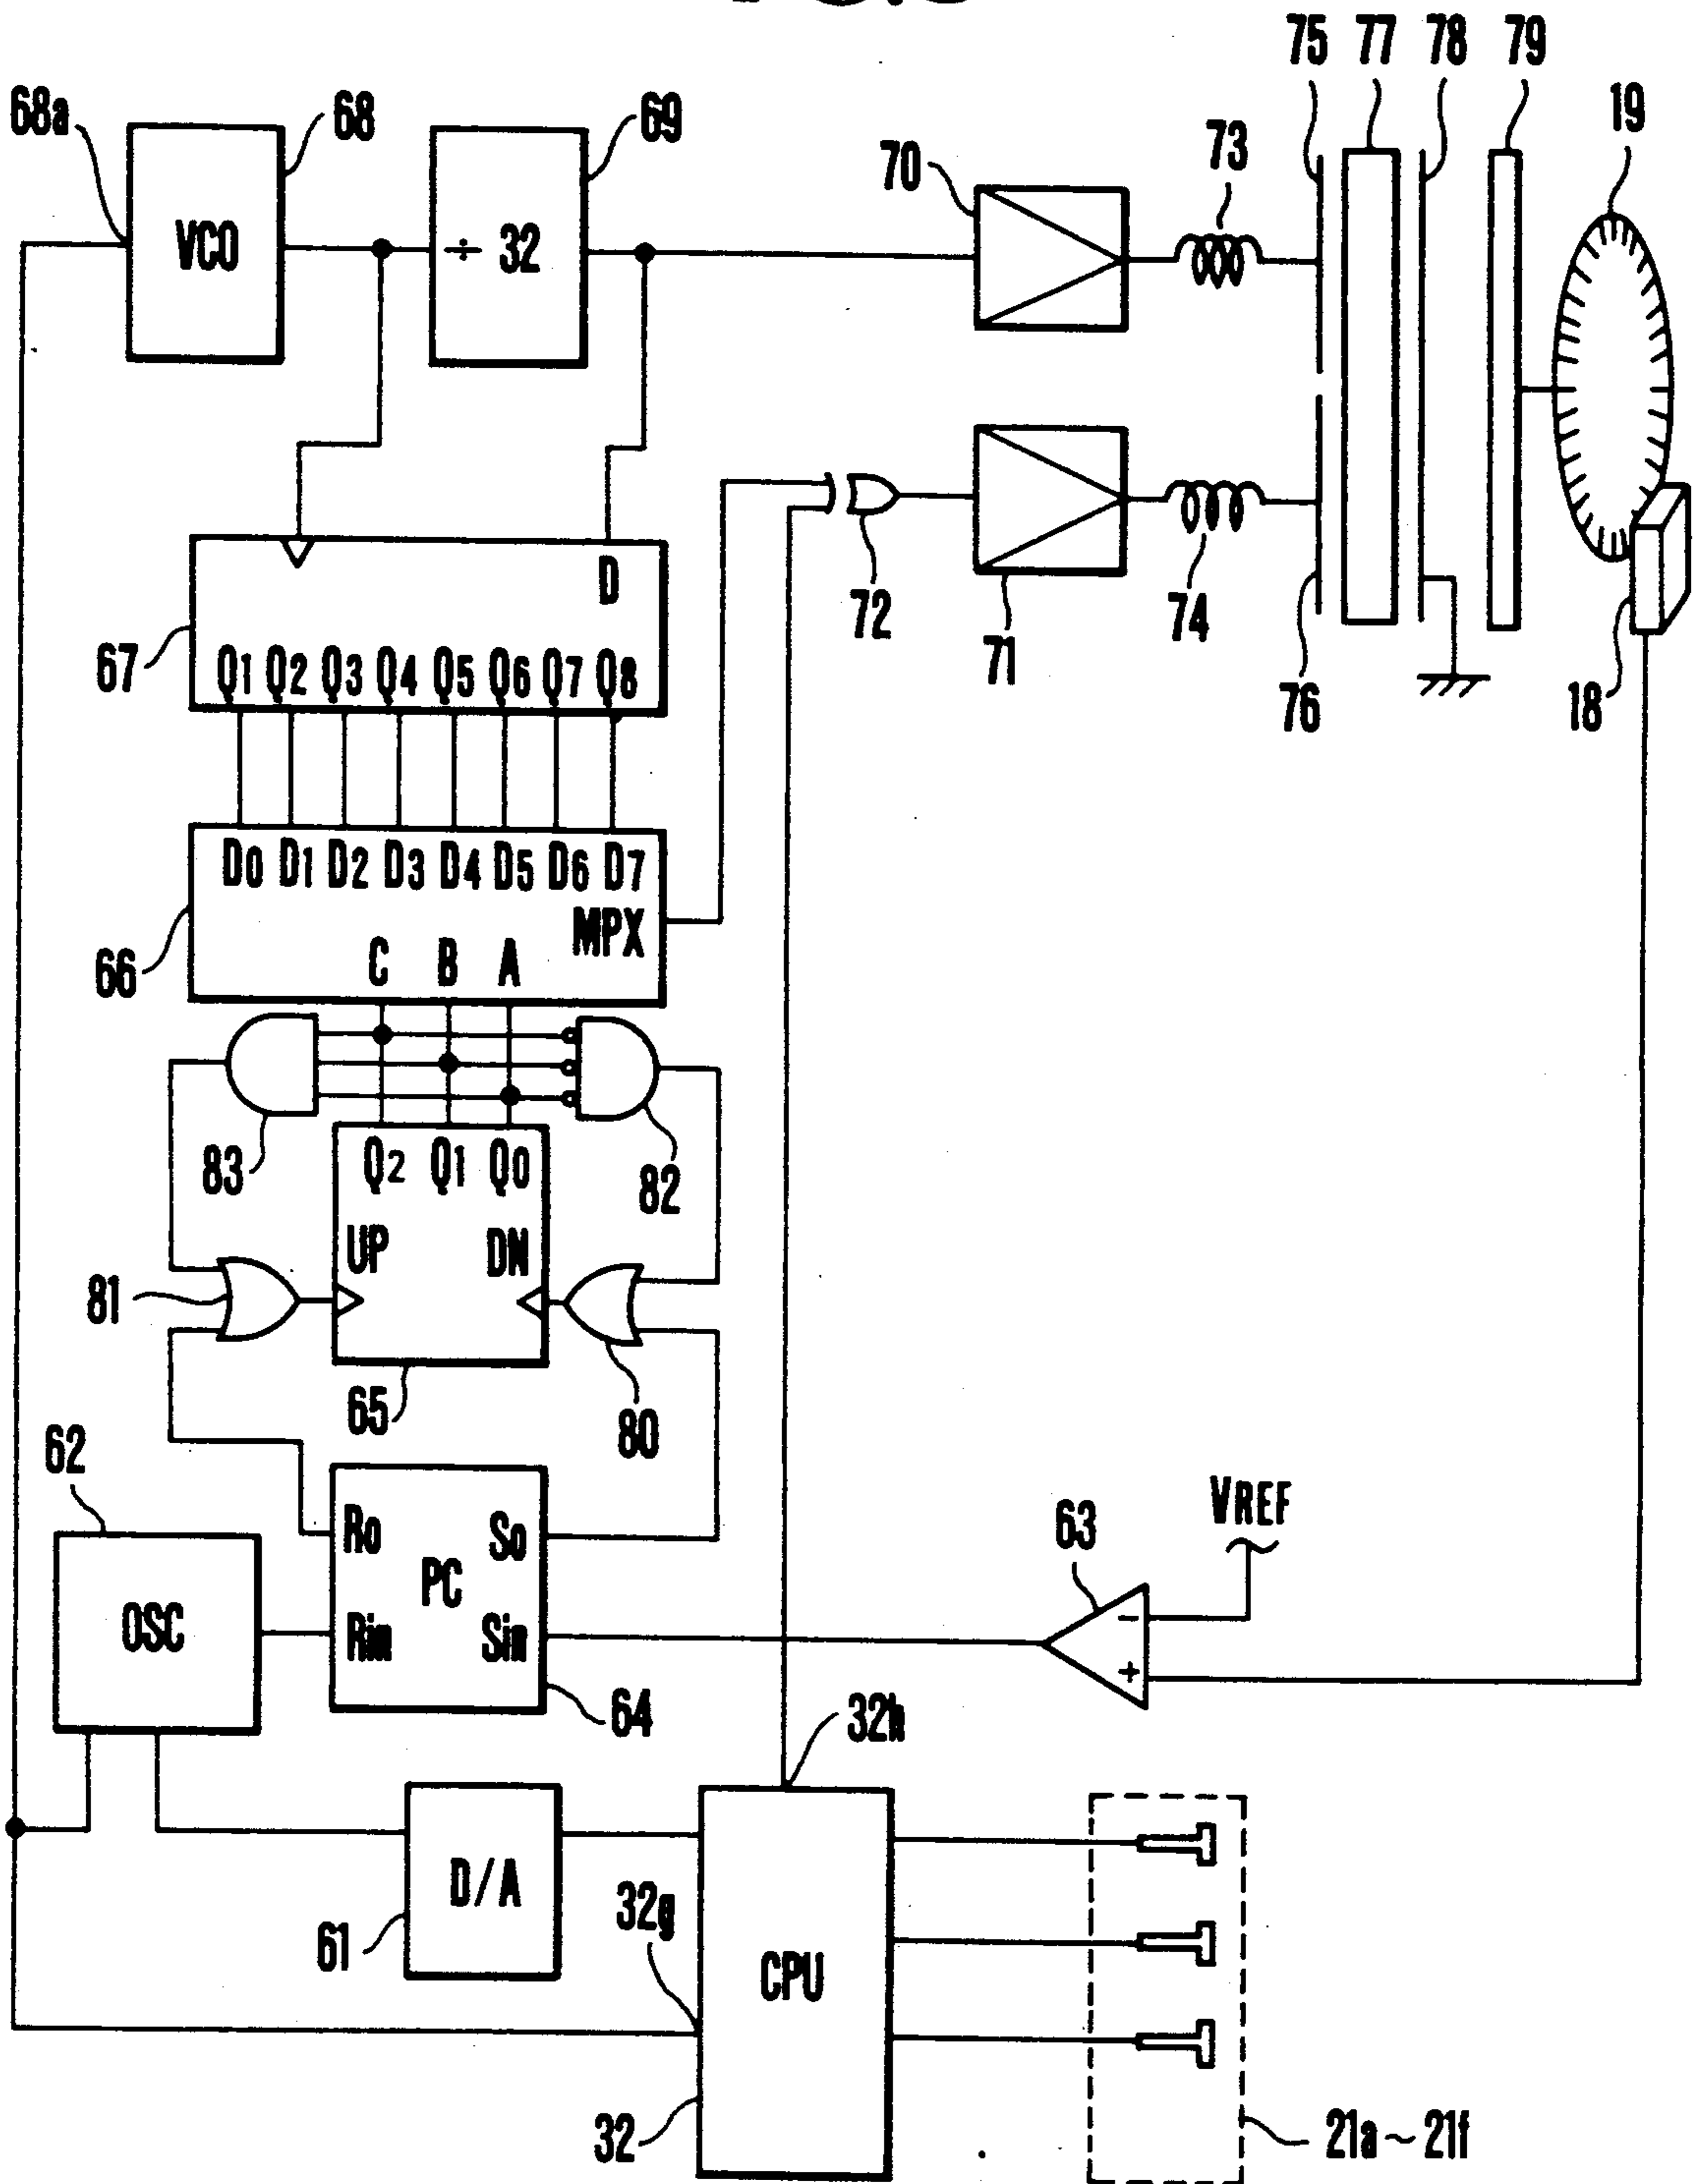 75 77 78 79
68a 68 69 70 73 19
VCO ÷ 32
72 71 74 76 18
D
67
Q1 Q2 Q3 Q4 Q5 Q6 Q7 Q8
D0 D1 D2 D3 D4 D5 D6 D7
MPX
66
C B A
83 82
Q2 Q1 Q0
UP DN
81
65 80
62
63 VREF
Ro So
PC
OSC
Rin Sin
- +
64
32h
D/A
61
32g
CPU
32
21a ~ 21f